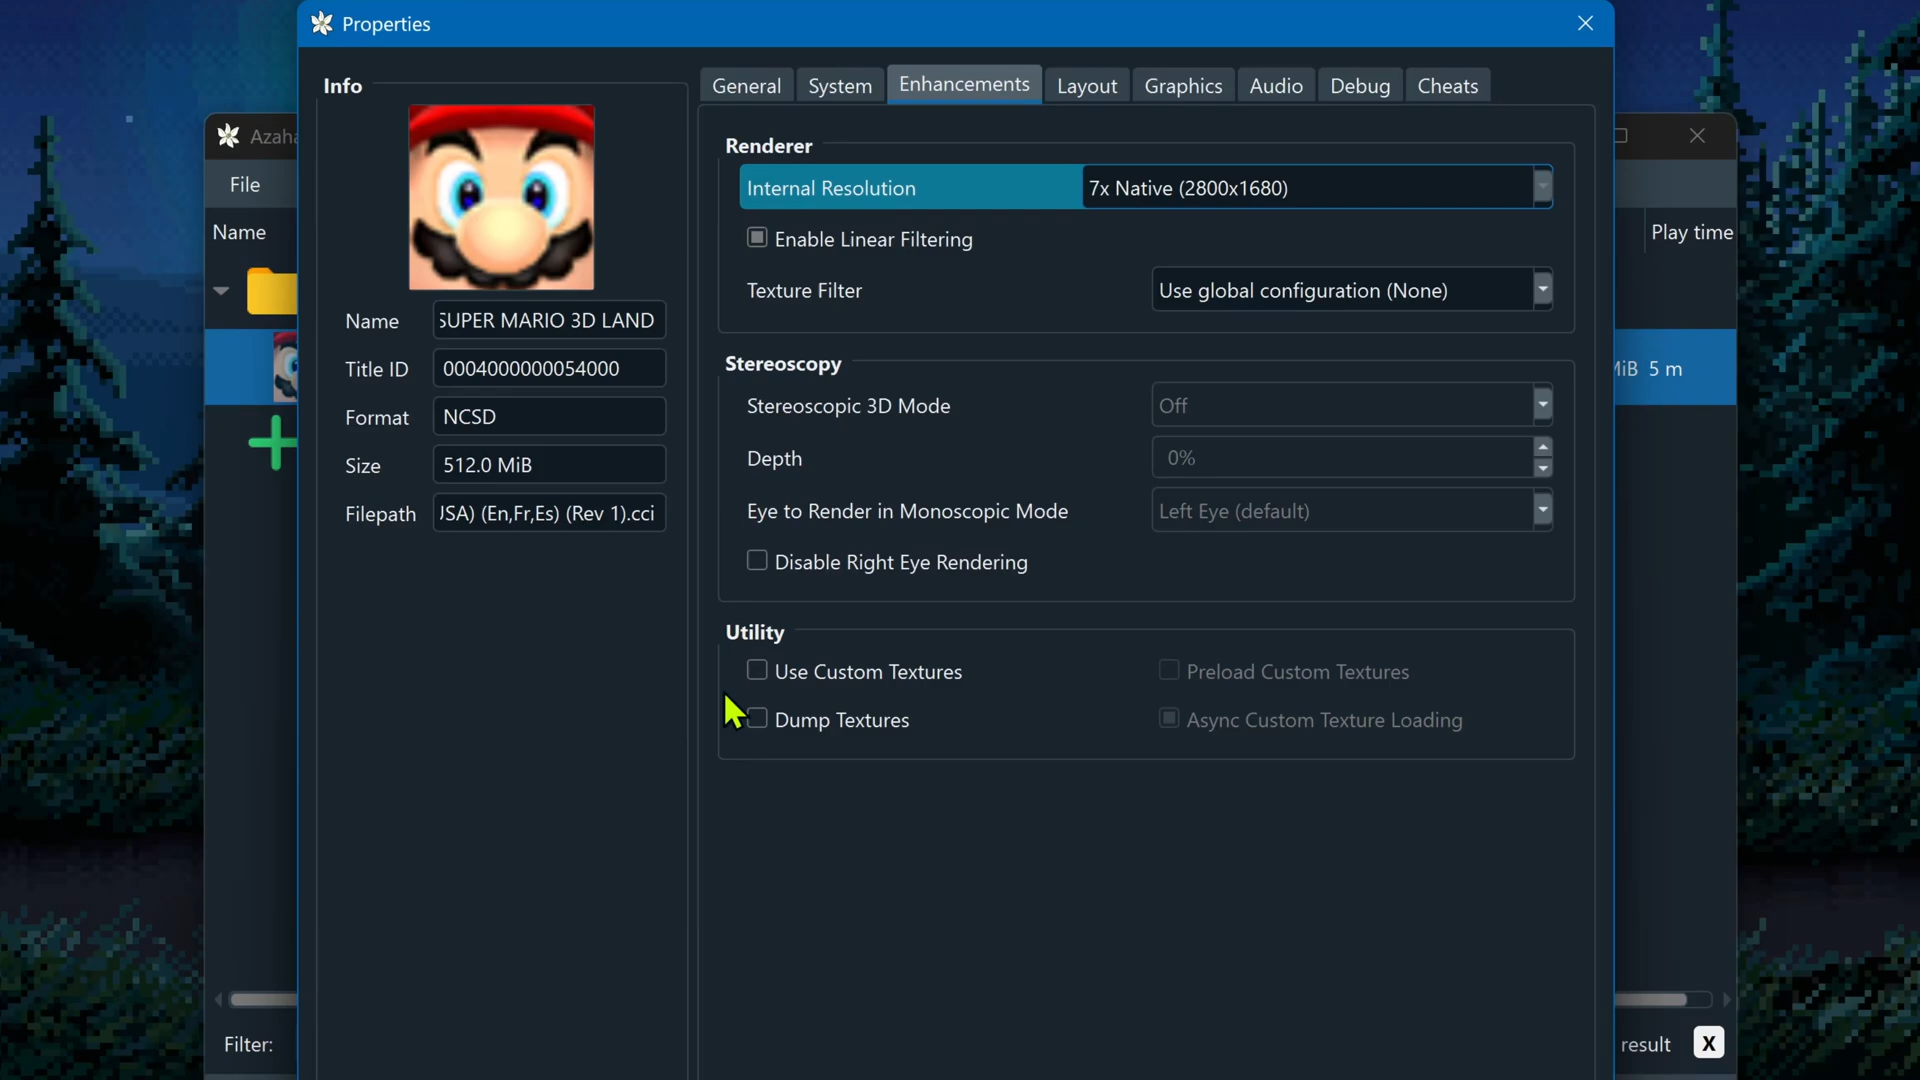 Properties
Info
General System Enhancements Layout Graphics Audio Debug Cheats
Azaha
File
Name
Play time
Renderer
Internal Resolution 7x Native (2800x1680)
Enable Linear Filtering
Texture Filter Use global configuration (None)
Name SUPER MARIO 3D LAND
Title ID 0004000000054000
Format NCSD
Size 512.0 MiB
Filepath JSA) (En,Fr,Es) (Rev 1).cci
MiB 5 m
Stereoscopy
Stereoscopic 3D Mode Off
Depth 0%
Eye to Render in Monoscopic Mode Left Eye (default)
Disable Right Eye Rendering
Utility
Use Custom Textures Preload Custom Textures
Dump Textures Async Custom Texture Loading
Filter:
result X